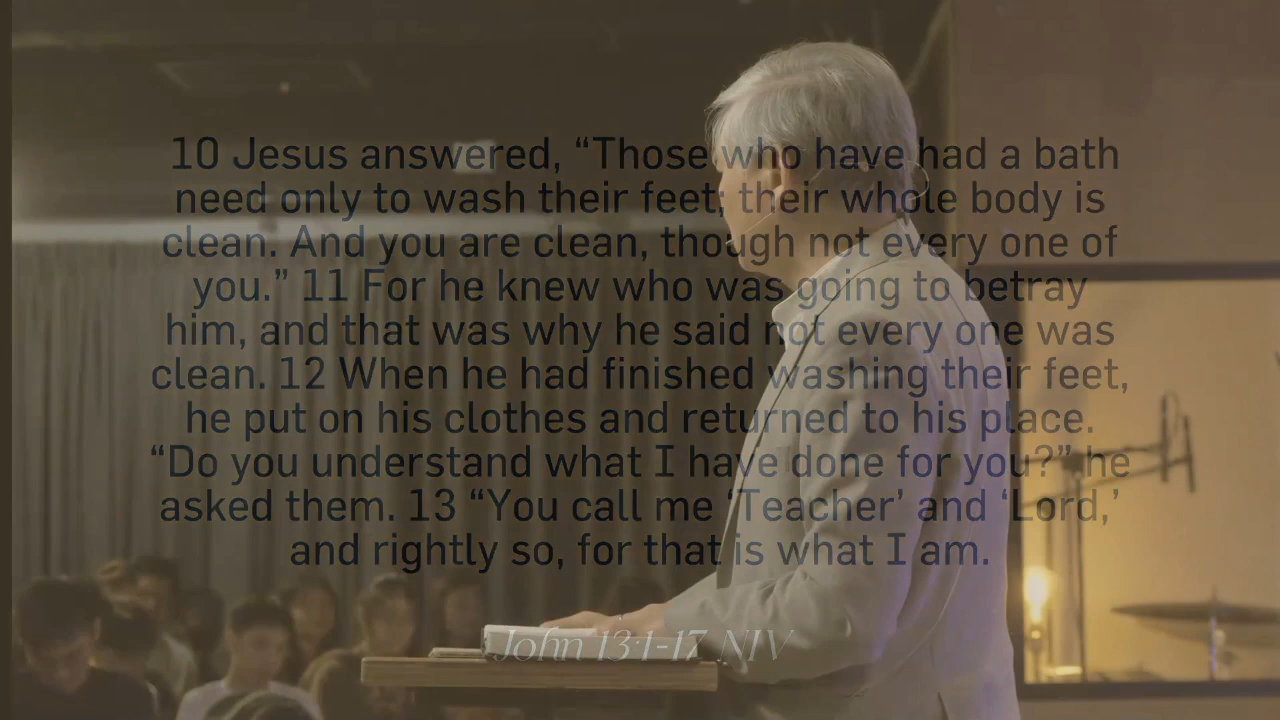 10 Jesus answered, “Those who have had a bath
need only to wash their feet; their whole body is
clean. And you are clean, though not every one of
you.” 11 For he knew who was going to betray
him, and that was why he said not every one was
clean. 12 When he had finished washing their feet,
he put on his clothes and returned to his place.
“Do you understand what I have done for you?” he
asked them. 13 “You call me ‘Teacher’ and ‘Lord,’
and rightly so, for that is what I am.
John 13:1-17 NIV